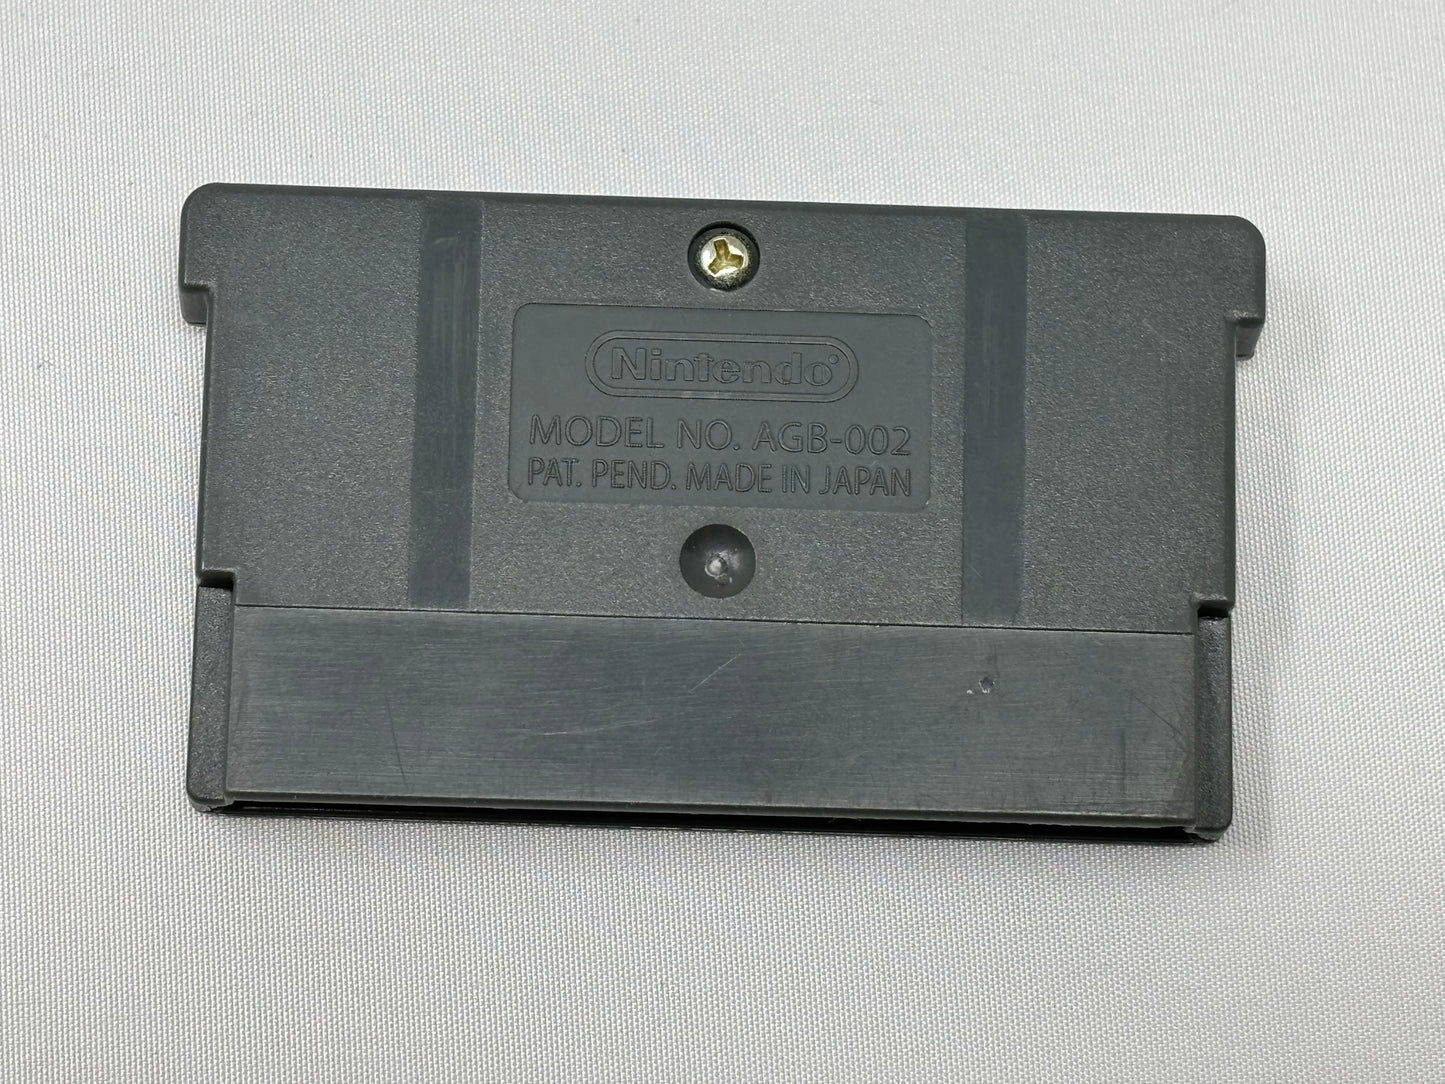 Nintendo®
MODEL NO. AGB-002
PAT. PEND. MADE IN JAPAN